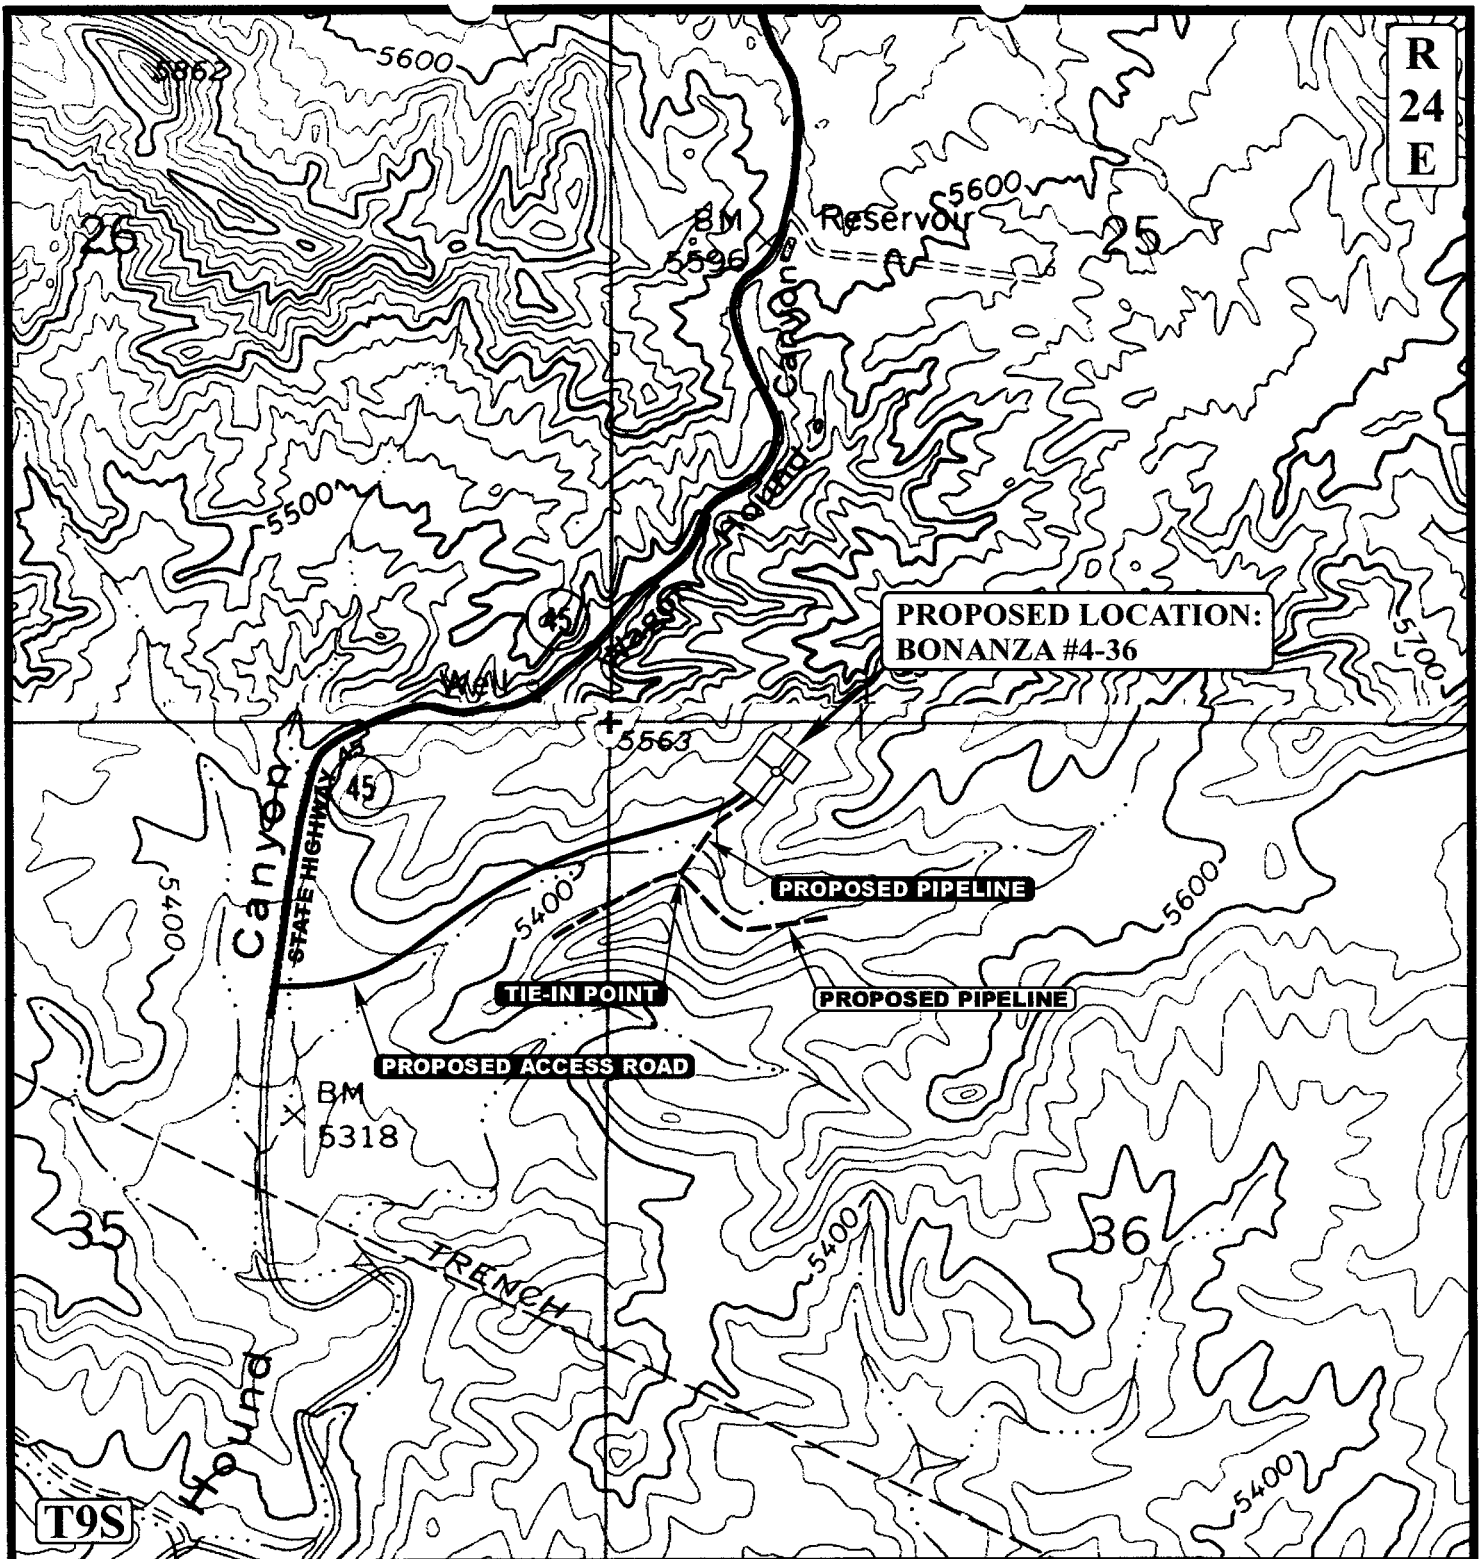 5862
5600
R
24
E
26
BM
5596
Reservoir
5600
25
Canyon
5500
Hound
45
PROPOSED LOCATION:
BONANZA #4-36
5700
Well
5563
45
45
Canyon
STATE HIGHWAY
5400
5400
PROPOSED PIPELINE
5600
TIE-IN POINT
PROPOSED PIPELINE
PROPOSED ACCESS ROAD
BM
5318
35
TRENCH
5400
36
Hound
5400
T9S